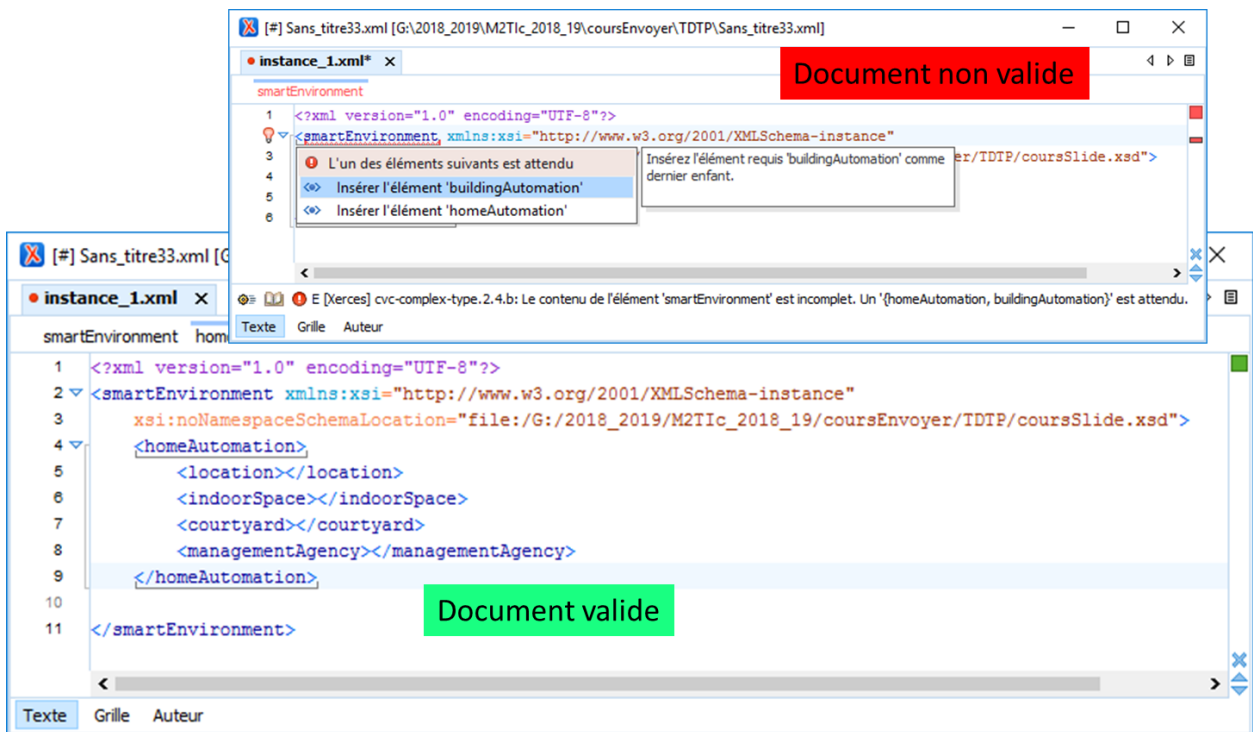 [#] Sans_titre33.xml [G:\2018_2019\M2TIc_2018_19\coursEnvoyer\TDTP\Sans_titre33.xml]
instance_1.xml*
Document non valide
smartEnvironment
1 <?xml version="1.0" encoding="UTF-8"?>
<smartEnvironment xmlns:xsi="http://www.w3.org/2001/XMLSchema-instance"
3 er/TDTP/coursSlide.xsd">
L'un des éléments suivants est attendu
Insérez l'élément requis 'buildingAutomation' comme
dernier enfant.
4
Insérer l'élément 'buildingAutomation'
5
Insérer l'élément 'homeAutomation'
6
E [Xerces] cvc-complex-type.2.4.b: Le contenu de l'élément 'smartEnvironment' est incomplet. Un '{homeAutomation, buildingAutomation}' est attendu.
Texte Grille Auteur
[#] Sans_titre33.xml [G
instance_1.xml
smartEnvironment hom
1 <?xml version="1.0" encoding="UTF-8"?>
2 <smartEnvironment xmlns:xsi="http://www.w3.org/2001/XMLSchema-instance"
3 xsi:noNamespaceSchemaLocation="file:/G:/2018_2019/M2TIc_2018_19/coursEnvoyer/TDTP/coursSlide.xsd">
4 <homeAutomation>
5 <location></location>
6 <indoorSpace></indoorSpace>
7 <courtyard></courtyard>
8 <managementAgency></managementAgency>
9 </homeAutomation>
10
11 </smartEnvironment>
Document valide
Texte Grille Auteur